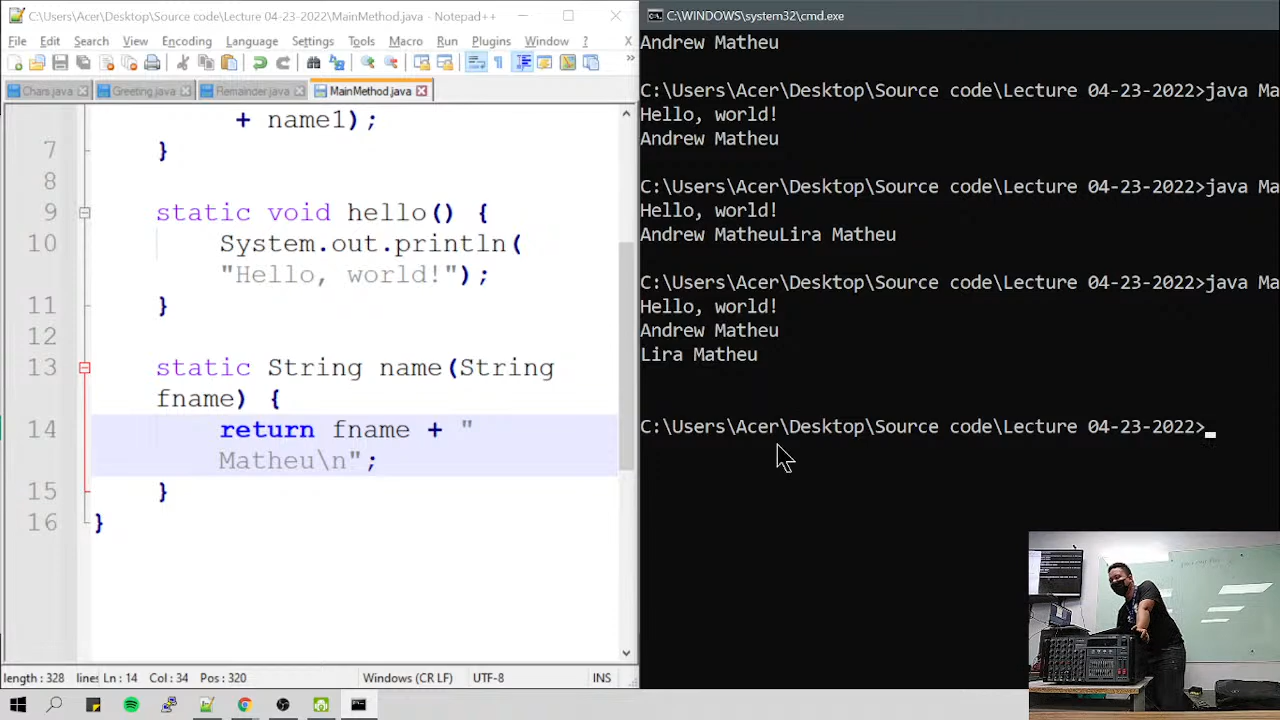 C:\Users\Acer\Desktop\Source code\Lecture 04-23-2022\MainMethod.java - Notepad++
File Edit Search View Encoding Language Settings Tools Macro Run Plugins Window ? X
Chars.java Greeting.java Remainder.java MainMethod.java
+ name1);
7 }
8
9 static void hello() {
10 System.out.println(
"Hello, world!");
11 }
12
13 static String name(String
fname) {
14 return fname + "
Matheu\n";
15 }
16 }
length: 328 lines Ln : 14 Col : 34 Pos : 320 Windows (CR LF) UTF-8 INS
C:\WINDOWS\system32\cmd.exe
Andrew Matheu
C:\Users\Acer\Desktop\Source code\Lecture 04-23-2022>java Ma
Hello, world!
Andrew Matheu
C:\Users\Acer\Desktop\Source code\Lecture 04-23-2022>java Ma
Hello, world!
Andrew MatheuLira Matheu
C:\Users\Acer\Desktop\Source code\Lecture 04-23-2022>java Ma
Hello, world!
Andrew Matheu
Lira Matheu
C:\Users\Acer\Desktop\Source code\Lecture 04-23-2022>